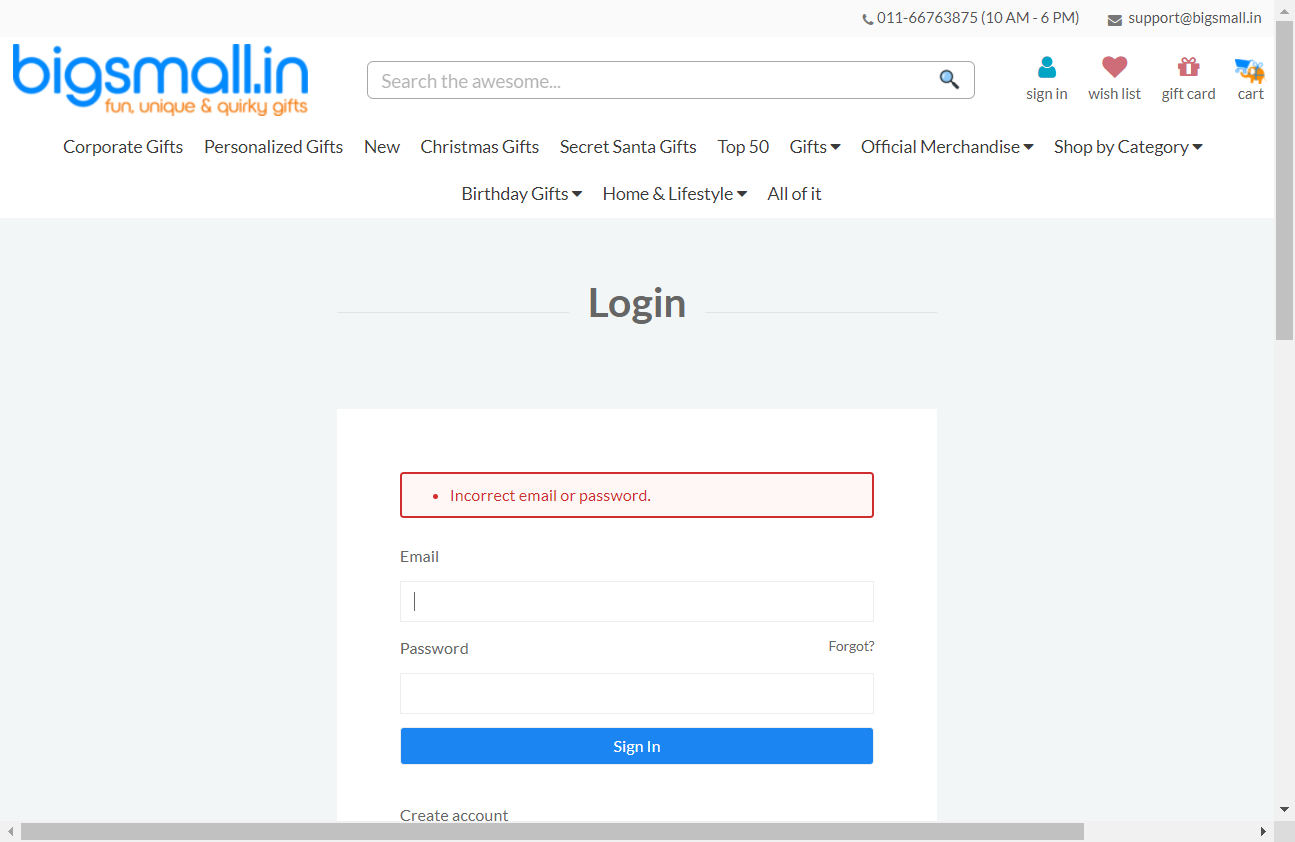 011-66763875 (10 AM - 6 PM) support@bigsmall.in
bigsmall.in
fun, unique & quirky gifts
Search the awesome...
sign in wish list gift card cart
Corporate Gifts Personalized Gifts New Christmas Gifts Secret Santa Gifts Top 50 Gifts Official Merchandise Shop by Category
Birthday Gifts Home & Lifestyle All of it
Login
Incorrect email or password.
Email
Password Forgot?
Sign In
Create account